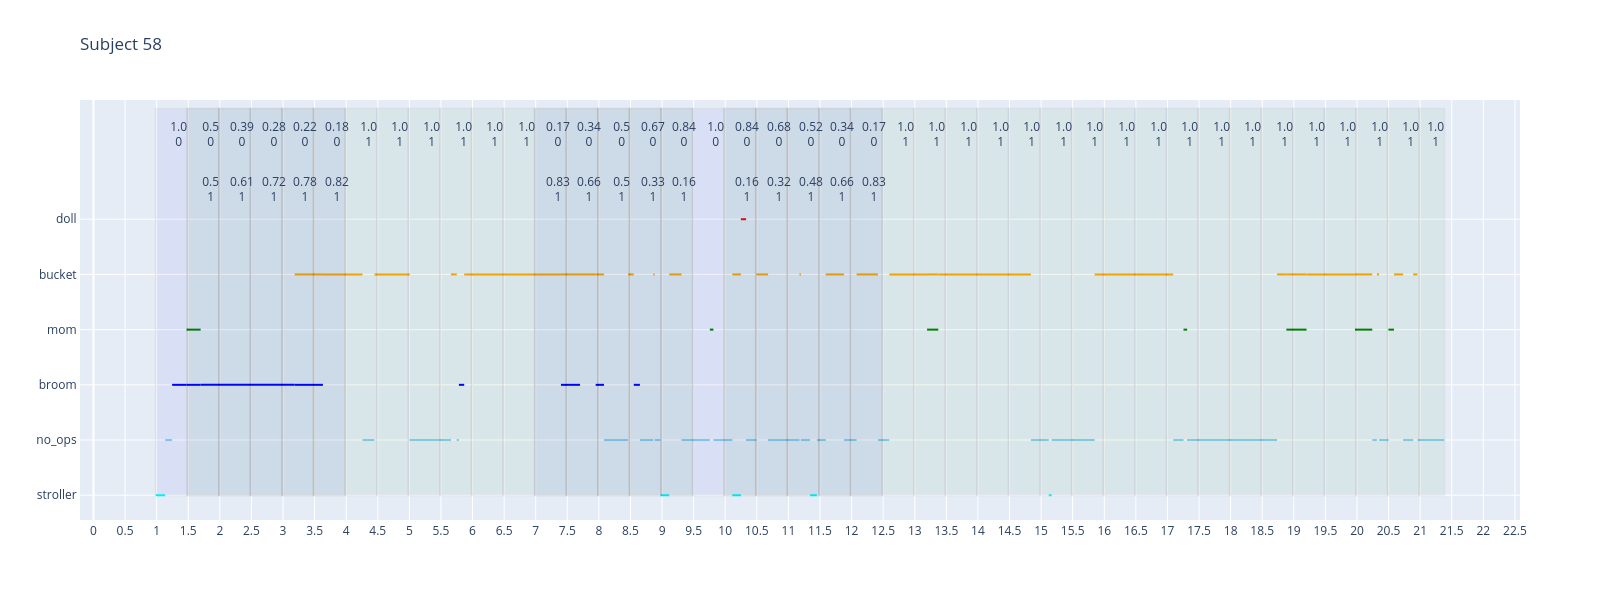 Subject 58
1.0 0.5 0.39 0.28 0.22 0.18 1.0 1.0 1.0 1.0 1.0 1.0 0.17 0.34 0.5 0.67 0.84 1.0 0.84 0.68 0.52 0.34 0.17 1.0 1.0 1.0 1.0 1.0 1.0 1.0 1.0 1.0 1.0 1.0 1.0 1.0 1.0 1.0 1.0 1.0 1.0
0 0 0 0 0 0 1 1 1 1 1 1 0 0 0 0 0 0 0 0 0 0 0 1 1 1 1 1 1 1 1 1 1 1 1 1 1 1 1 1 1
0.5 0.61 0.72 0.78 0.82 0.83 0.66 0.5 0.33 0.16 0.16 0.32 0.48 0.66 0.83
1 1 1 1 1 1 1 1 1 1 1 1 1 1 1
doll
bucket
mom
broom
no_ops
stroller
0 0.5 1 1.5 2 2.5 3 3.5 4 4.5 5 5.5 6 6.5 7 7.5 8 8.5 9 9.5 10 10.5 11 11.5 12 12.5 13 13.5 14 14.5 15 15.5 16 16.5 17 17.5 18 18.5 19 19.5 20 20.5 21 21.5 22 22.5